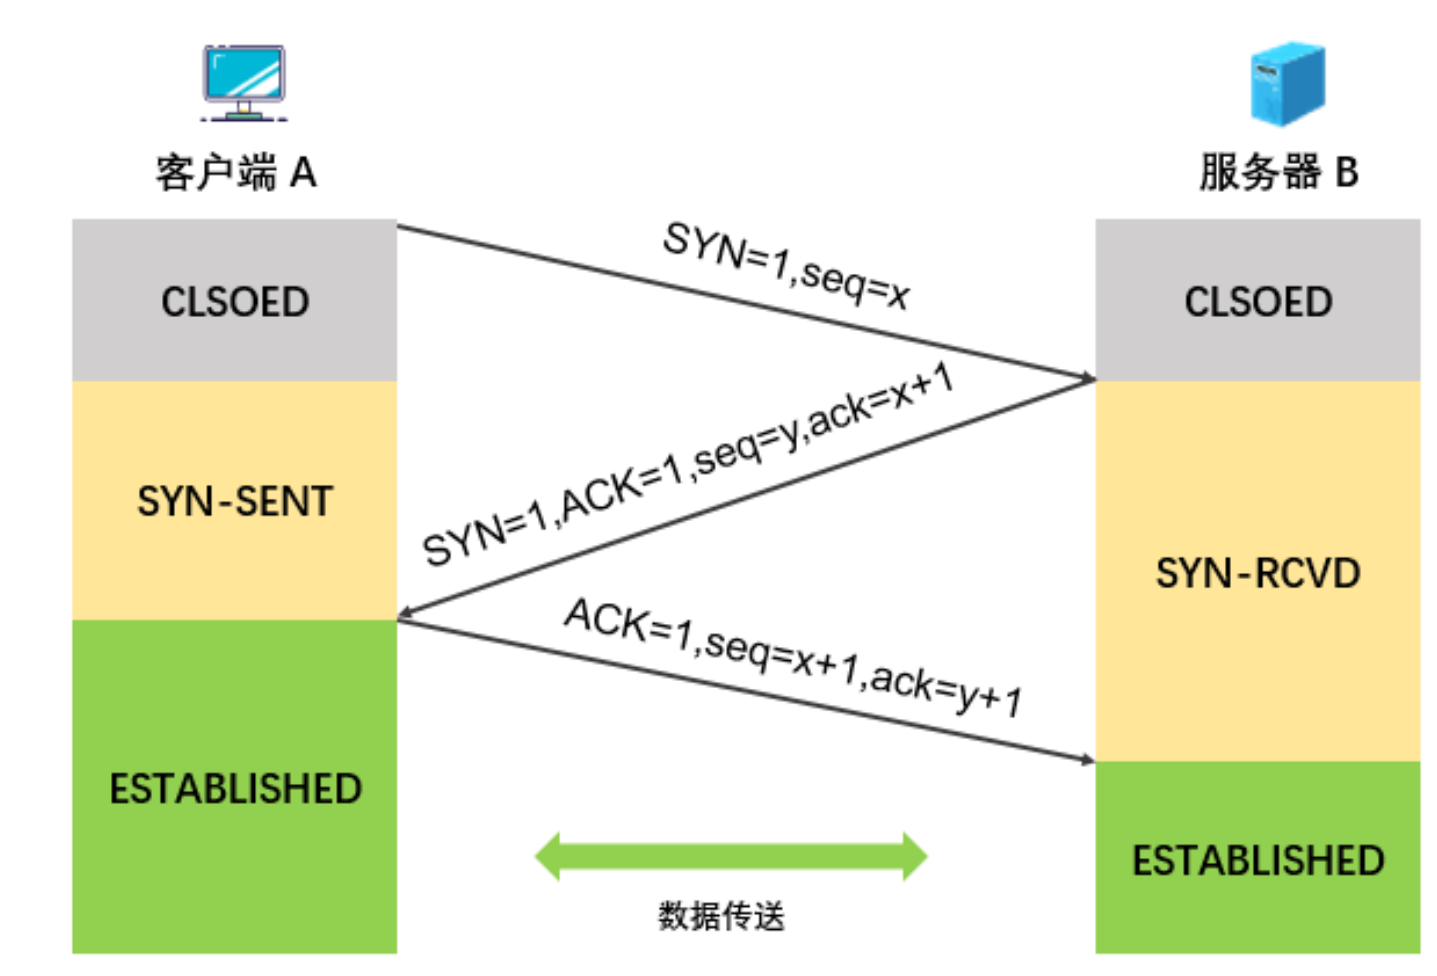 客户端 A
服务器 B
SYN=1,seq=x
CLSOED
CLSOED
SYN=1,ACK=1,seq=y,ack=x+1
SYN-SENT
SYN-RCVD
ACK=1,seq=x+1,ack=y+1
ESTABLISHED
ESTABLISHED
数据传送